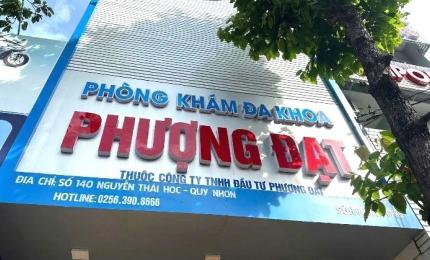 PHÒNG KHÁM ĐA KHOA
PHƯỢNG ĐẠT
THUỘC CÔNG TY TNHH ĐẦU TƯ PHƯỢNG ĐẠT
ĐỊA CHỈ: SỐ 140 NGUYỄN THÁI HỌC - QUY NHƠN
HOTLINE: 0256.390.8666